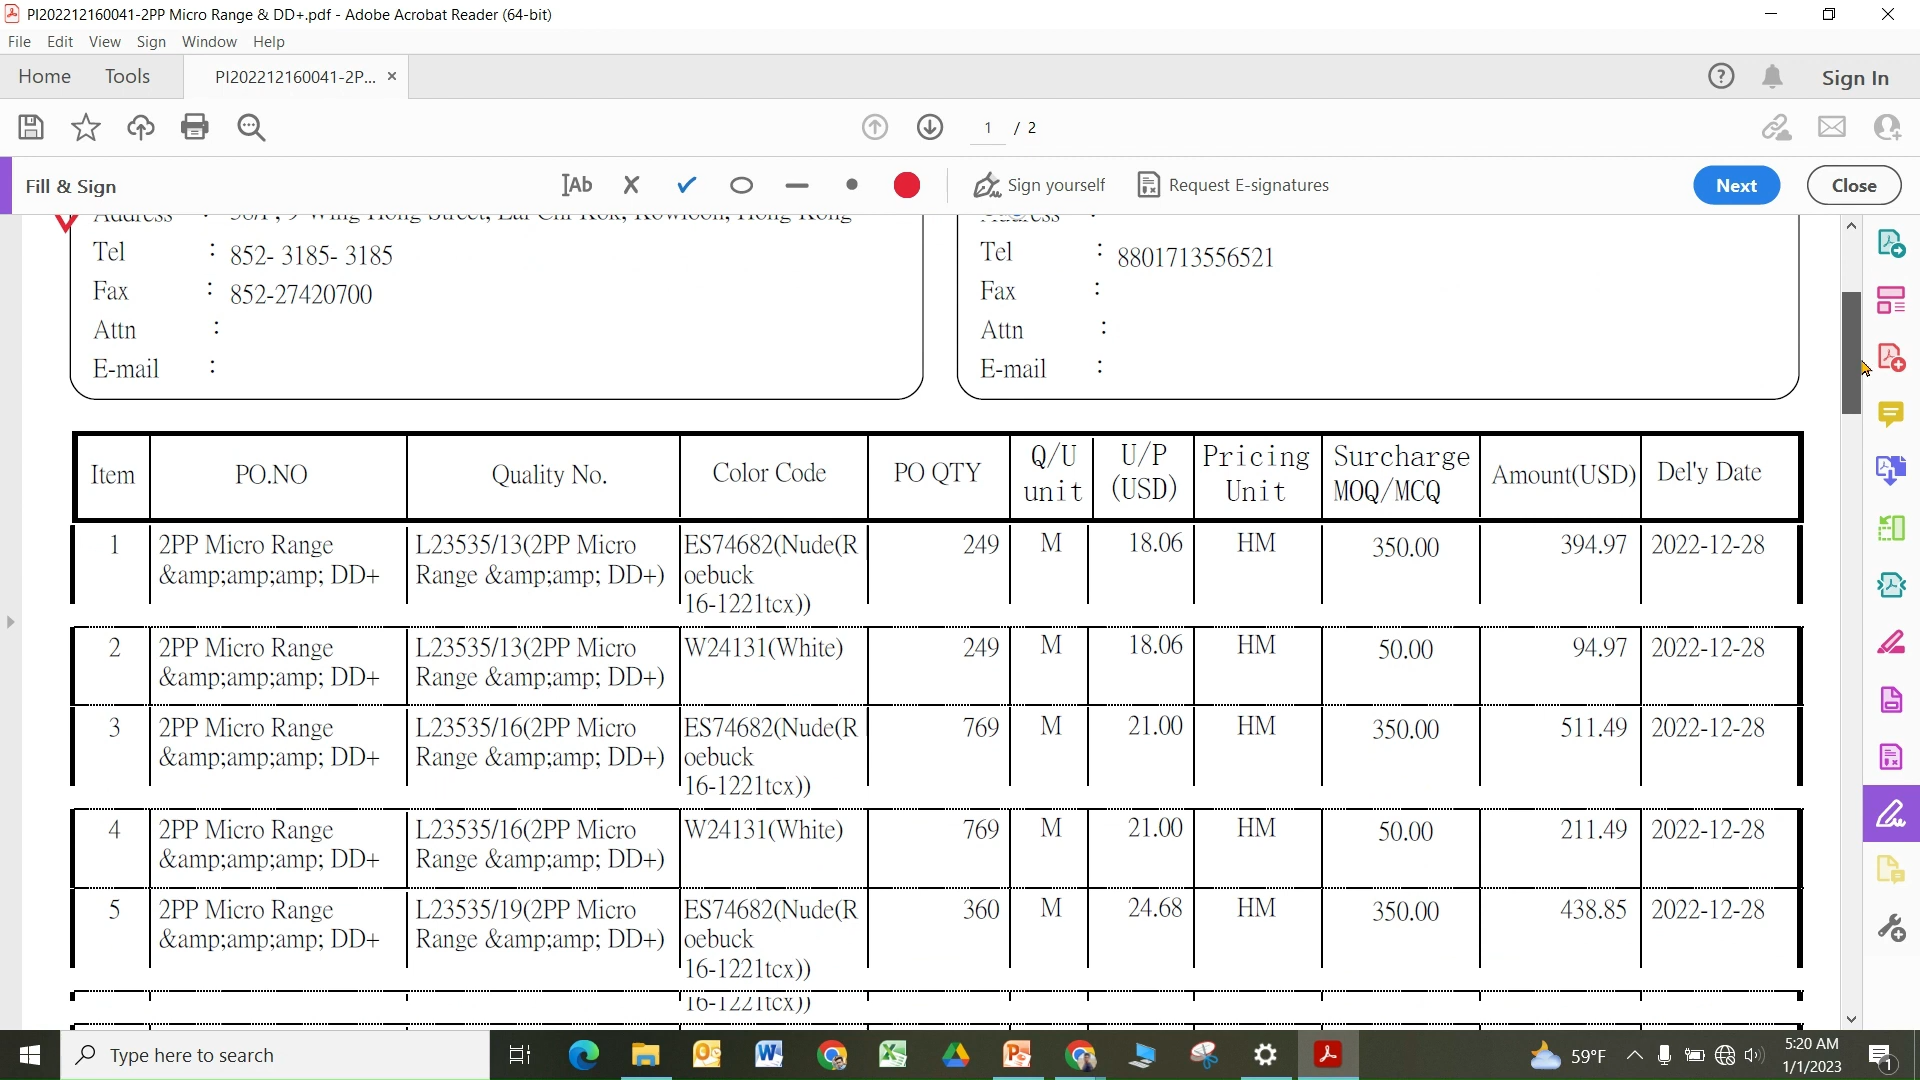 PI202212160041-2PP Micro Range & DD+.pdf - Adobe Acrobat Reader (64-bit)
File Edit View Sign Window Help
Home Tools PI202212160041-2P... × Sign In
1 / 2
Fill & Sign Ab Sign yourself Request E-signatures Next Close
Tel : 852- 3185- 3185
Fax : 852-27420700
Attn :
E-mail :
Tel : 8801713556521
Fax :
Attn :
E-mail :
Item PO.NO Quality No. Color Code PO QTY Q/U unit U/P (USD) Pricing Unit Surcharge MOQ/MCQ Amount(USD) Del'y Date
1 2PP Micro Range L23535/13(2PP Micro ES74682(Nude(R 249 M 18.06 HM 350.00 394.97 2022-12-28
&amp;amp;amp; DD+ Range &amp;amp; DD+) oebuck
16-1221tcx))
2 2PP Micro Range L23535/13(2PP Micro W24131(White) 249 M 18.06 HM 50.00 94.97 2022-12-28
&amp;amp;amp; DD+ Range &amp;amp; DD+)
3 2PP Micro Range L23535/16(2PP Micro ES74682(Nude(R 769 M 21.00 HM 350.00 511.49 2022-12-28
&amp;amp;amp; DD+ Range &amp;amp; DD+) oebuck
16-1221tcx))
4 2PP Micro Range L23535/16(2PP Micro W24131(White) 769 M 21.00 HM 50.00 211.49 2022-12-28
&amp;amp;amp; DD+ Range &amp;amp; DD+)
5 2PP Micro Range L23535/19(2PP Micro ES74682(Nude(R 360 M 24.68 HM 350.00 438.85 2022-12-28
&amp;amp;amp; DD+ Range &amp;amp; DD+) oebuck
16-1221tcx))
16-1221tcx))
Type here to search 59°F 5:20 AM
1/1/2023 1